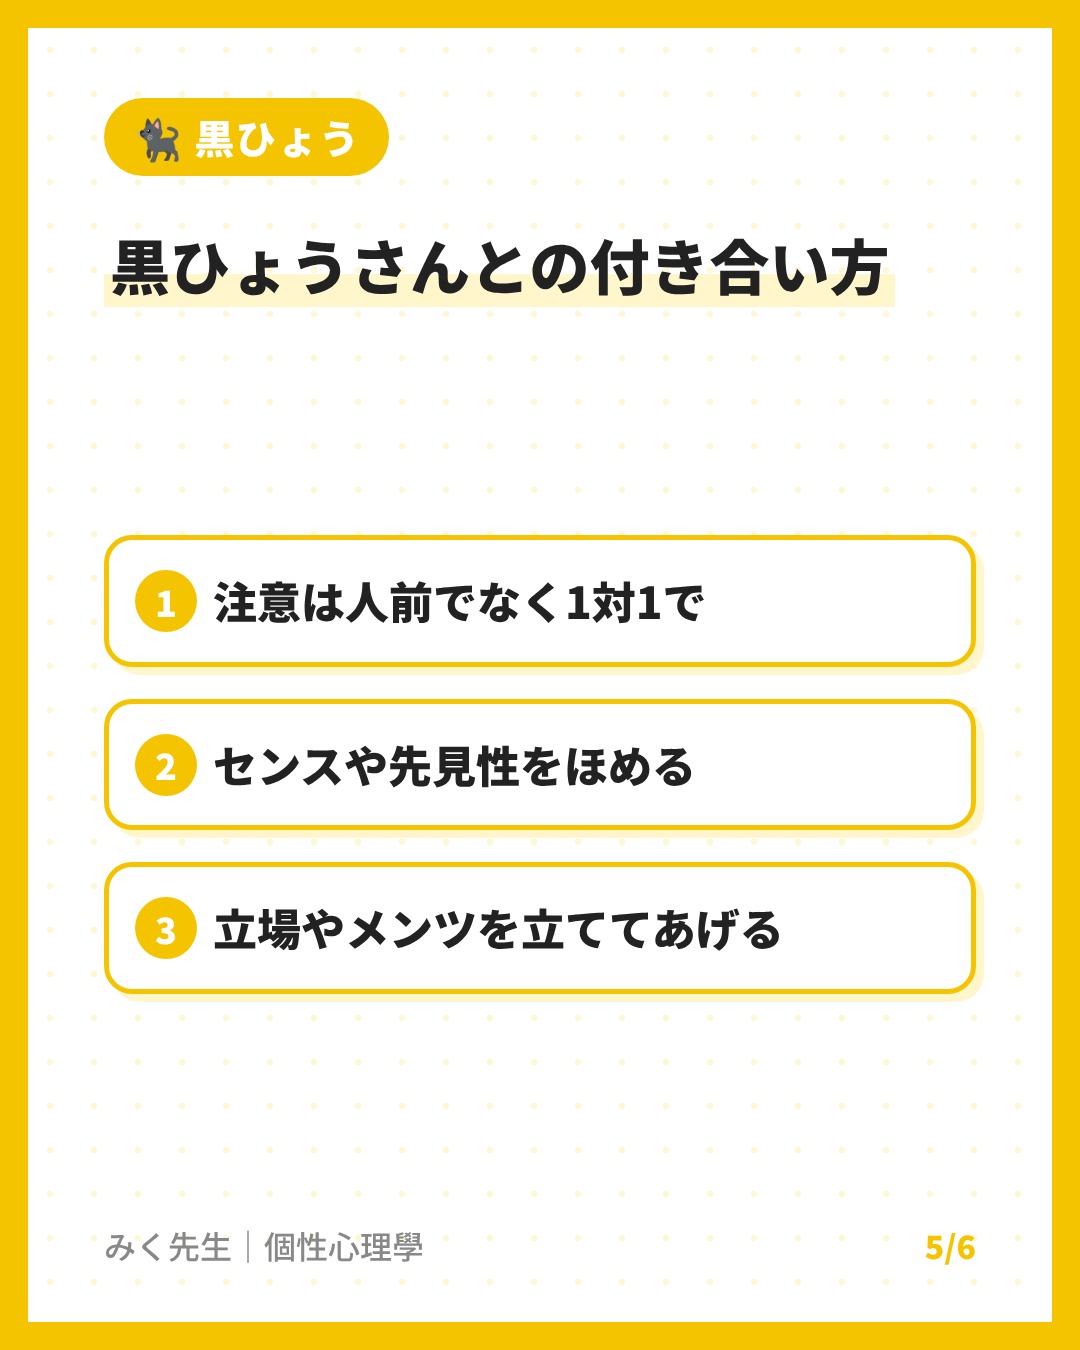 黒ひょう
黒ひょうさんとの付き合い方
1 注意は人前でなく1対1で
2 センスや先見性をほめる
3 立場やメンツを立ててあげる
みく先生｜個性心理學
5/6